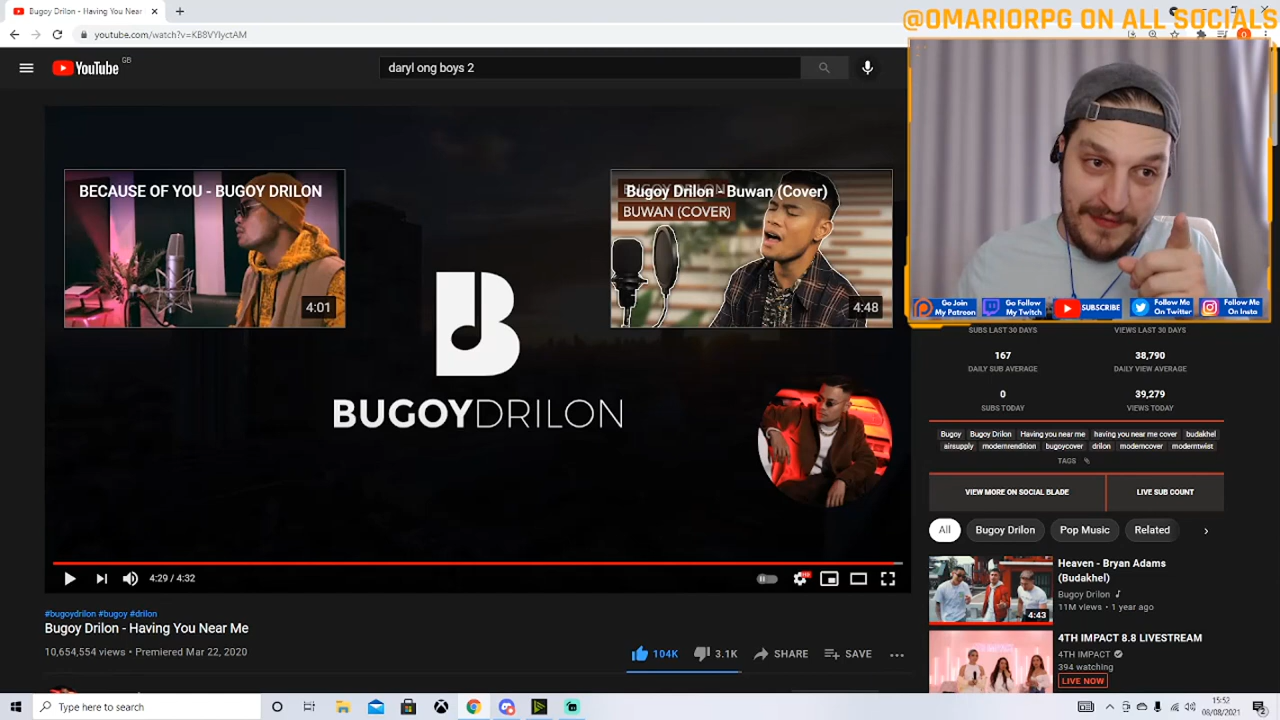 Bugoy Drilon - Having You Near
@OMARIORPG ON ALL SOCIALS
youtube.com/watch?v=KB8VYlyctAM
YouTube
GB
daryl ong boys 2
BECAUSE OF YOU - BUGOY DRILON
4:01
Bugoy Drilon - Buwan (Cover)
BUWAN (COVER)
4:48
BUGOYDRILON
Go Join My Patreon
Go Follow My Twitch
SUBSCRIBE
Follow Me On Twitter
Follow Me On Insta
SUBS LAST 30 DAYS
VIEWS LAST 30 DAYS
167
38,790
DAILY SUB AVERAGE
DAILY VIEW AVERAGE
0
39,279
SUBS TODAY
VIEWS TODAY
Bugoy Bugoy Drilon Having you near me having you near me cover budakhel
airsupply modernrendition bugoycover drilon moderncover moderntwist
TAGS
VIEW MORE ON SOCIAL BLADE
LIVE SUB COUNT
All
Bugoy Drilon
Pop Music
Related
4:29 / 4:32
#bugoydrilon #bugoy #drilon
Bugoy Drilon - Having You Near Me
10,654,554 views • Premiered Mar 22, 2020
104K
3.1K
SHARE
SAVE
Heaven - Bryan Adams
(Budakhel)
Bugoy Drilon
11M views • 1 year ago
4:43
4TH IMPACT 8.8 LIVESTREAM
4TH IMPACT
394 watching
LIVE NOW
Type here to search
15:52
08/08/2021
2